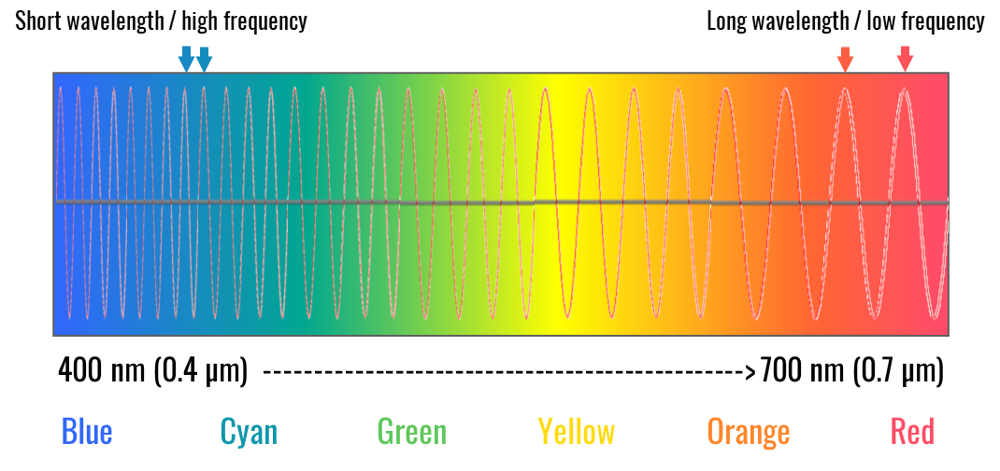 Short wavelength / high frequency
Long wavelength / low frequency
400 nm (0.4 µm) ----------------------------------------> 700 nm (0.7 µm)
Blue Cyan Green Yellow Orange Red